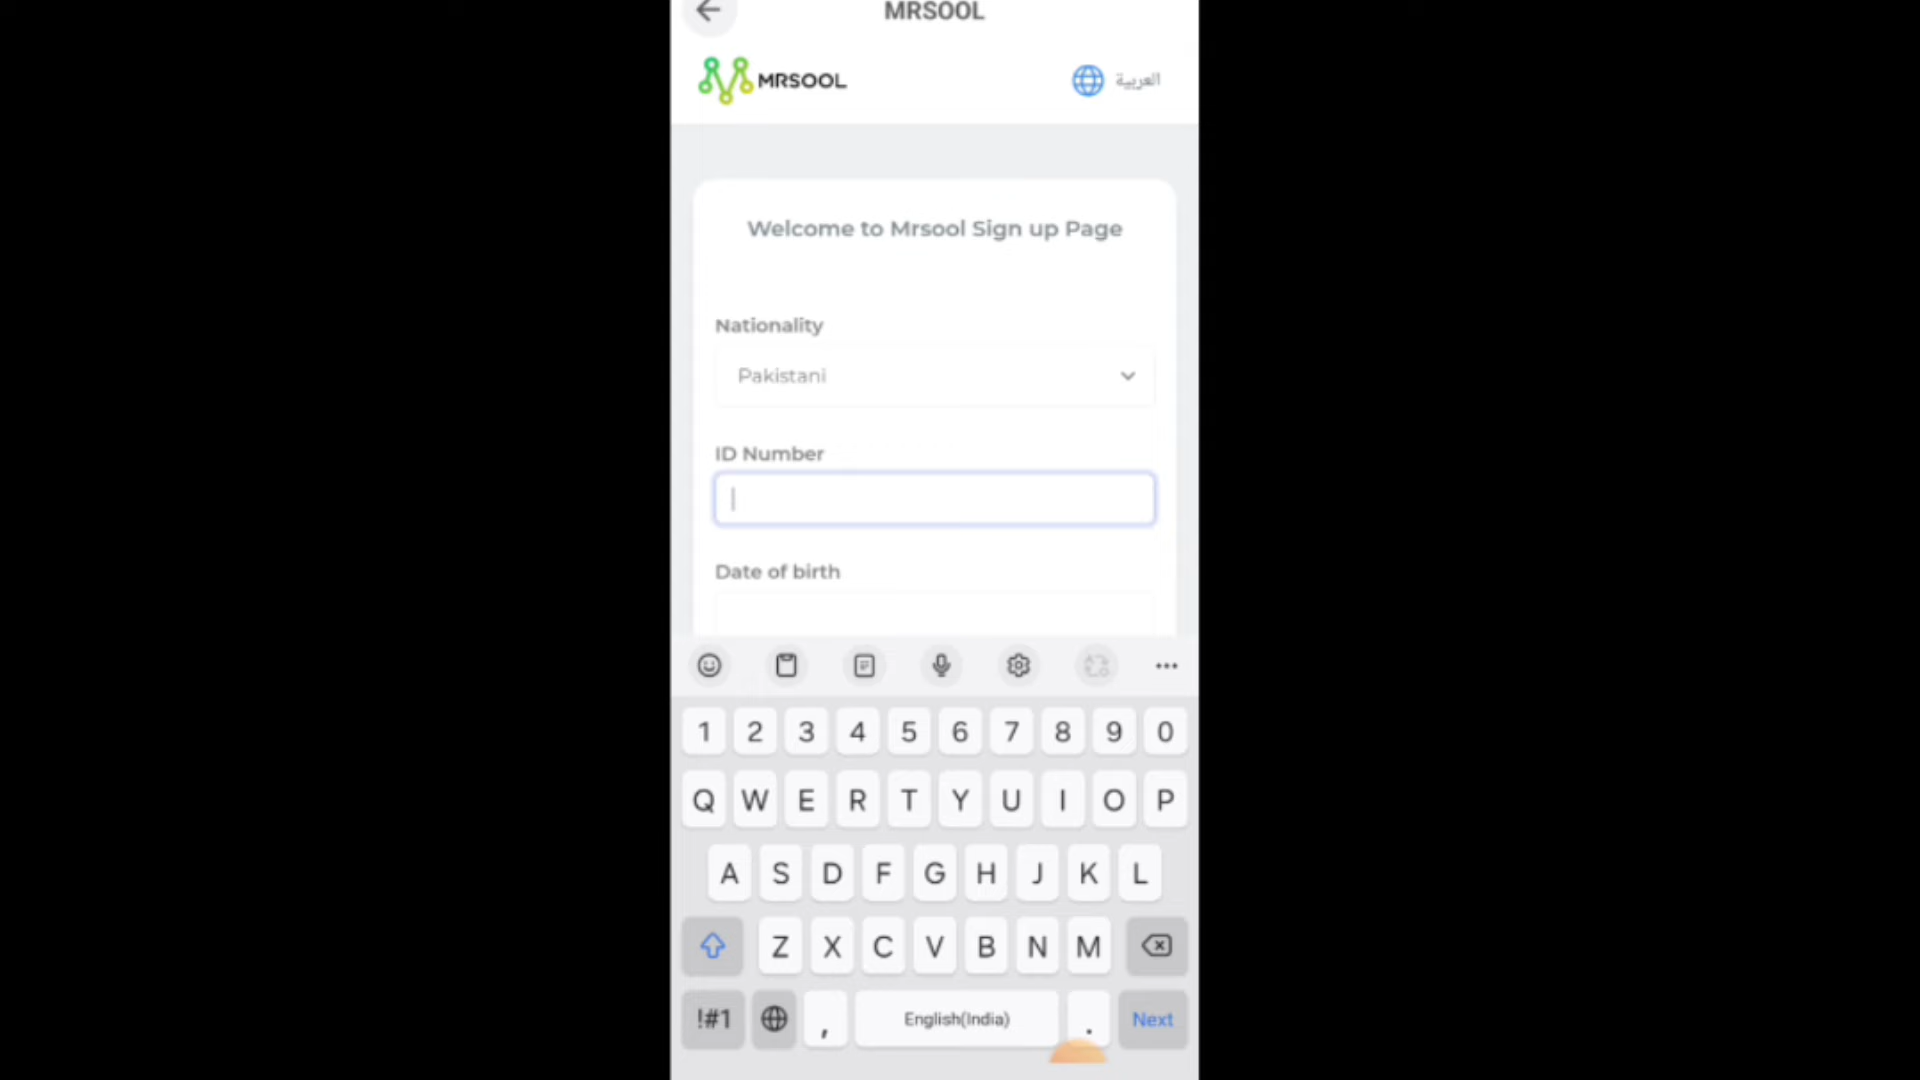 MRSOOL
MRSOOL
العربية
Welcome to Mrsool Sign up Page
Nationality
Pakistani
ID Number
Date of birth
1 2 3 4 5 6 7 8 9 0
Q W E R T Y U I O P
A S D F G H J K L
Z X C V B N M
!#1 , English(India) . Next